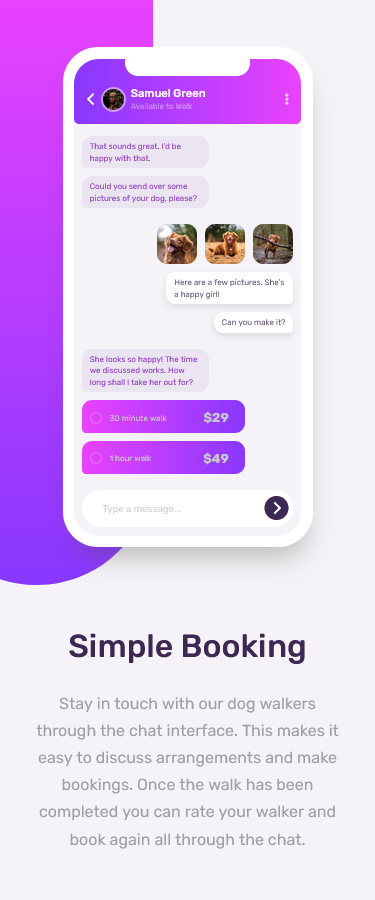 Samuel Green
Available to Walk
That sounds great. I'd be
happy with that.
Could you send over some
pictures of your dog, please?
Here are a few pictures. She's
a happy girl!
Can you make it?
She looks so happy! The time
we discussed works. How
long shall I take her out for?
30 minute walk $29
1 hour walk $49
Type a message...
Simple Booking
Stay in touch with our dog walkers
through the chat interface. This makes it
easy to discuss arrangements and make
bookings. Once the walk has been
completed you can rate your walker and
book again all through the chat.